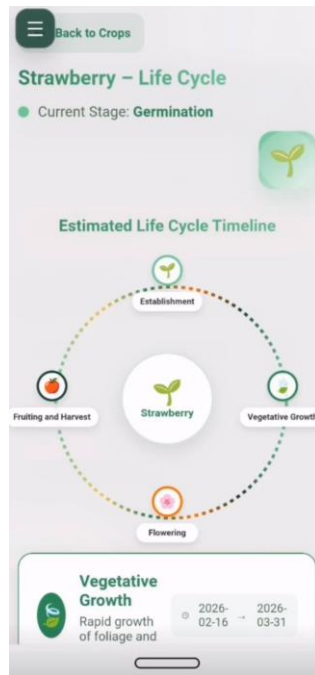 Back to Crops
Strawberry – Life Cycle
Current Stage: Germination
Estimated Life Cycle Timeline
Establishment
Fruiting and Harvest
Strawberry
Vegetative Growth
Flowering
Vegetative
Growth
Rapid growth
of foliage and
2026-
02-16
→
2026-
03-31